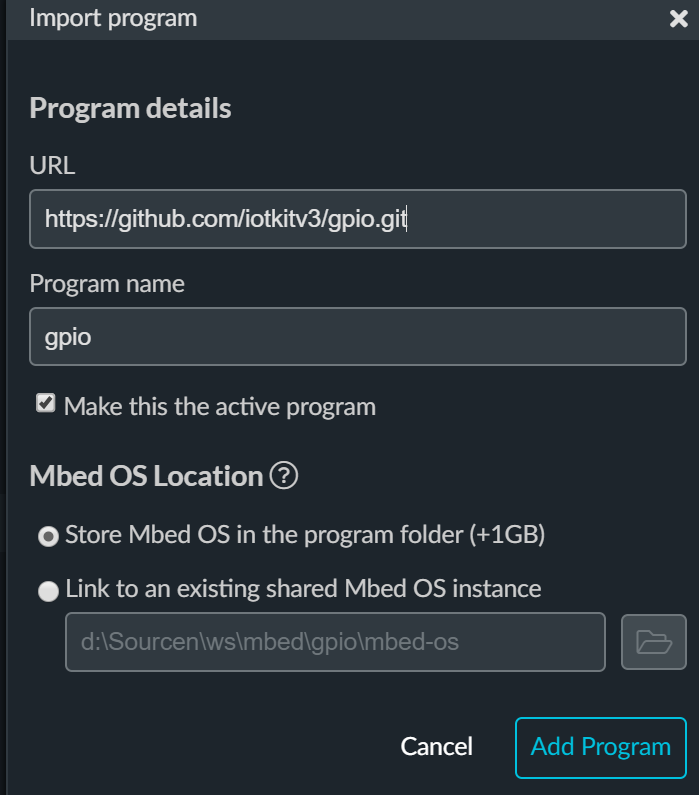 Import program
Program details
URL
https://github.com/iotkitv3/gpio.git
Program name
gpio
Make this the active program
Mbed OS Location ?
Store Mbed OS in the program folder (+1GB)
Link to an existing shared Mbed OS instance
d:\Sourcen\ws\mbed\gpio\mbed-os
Cancel
Add Program